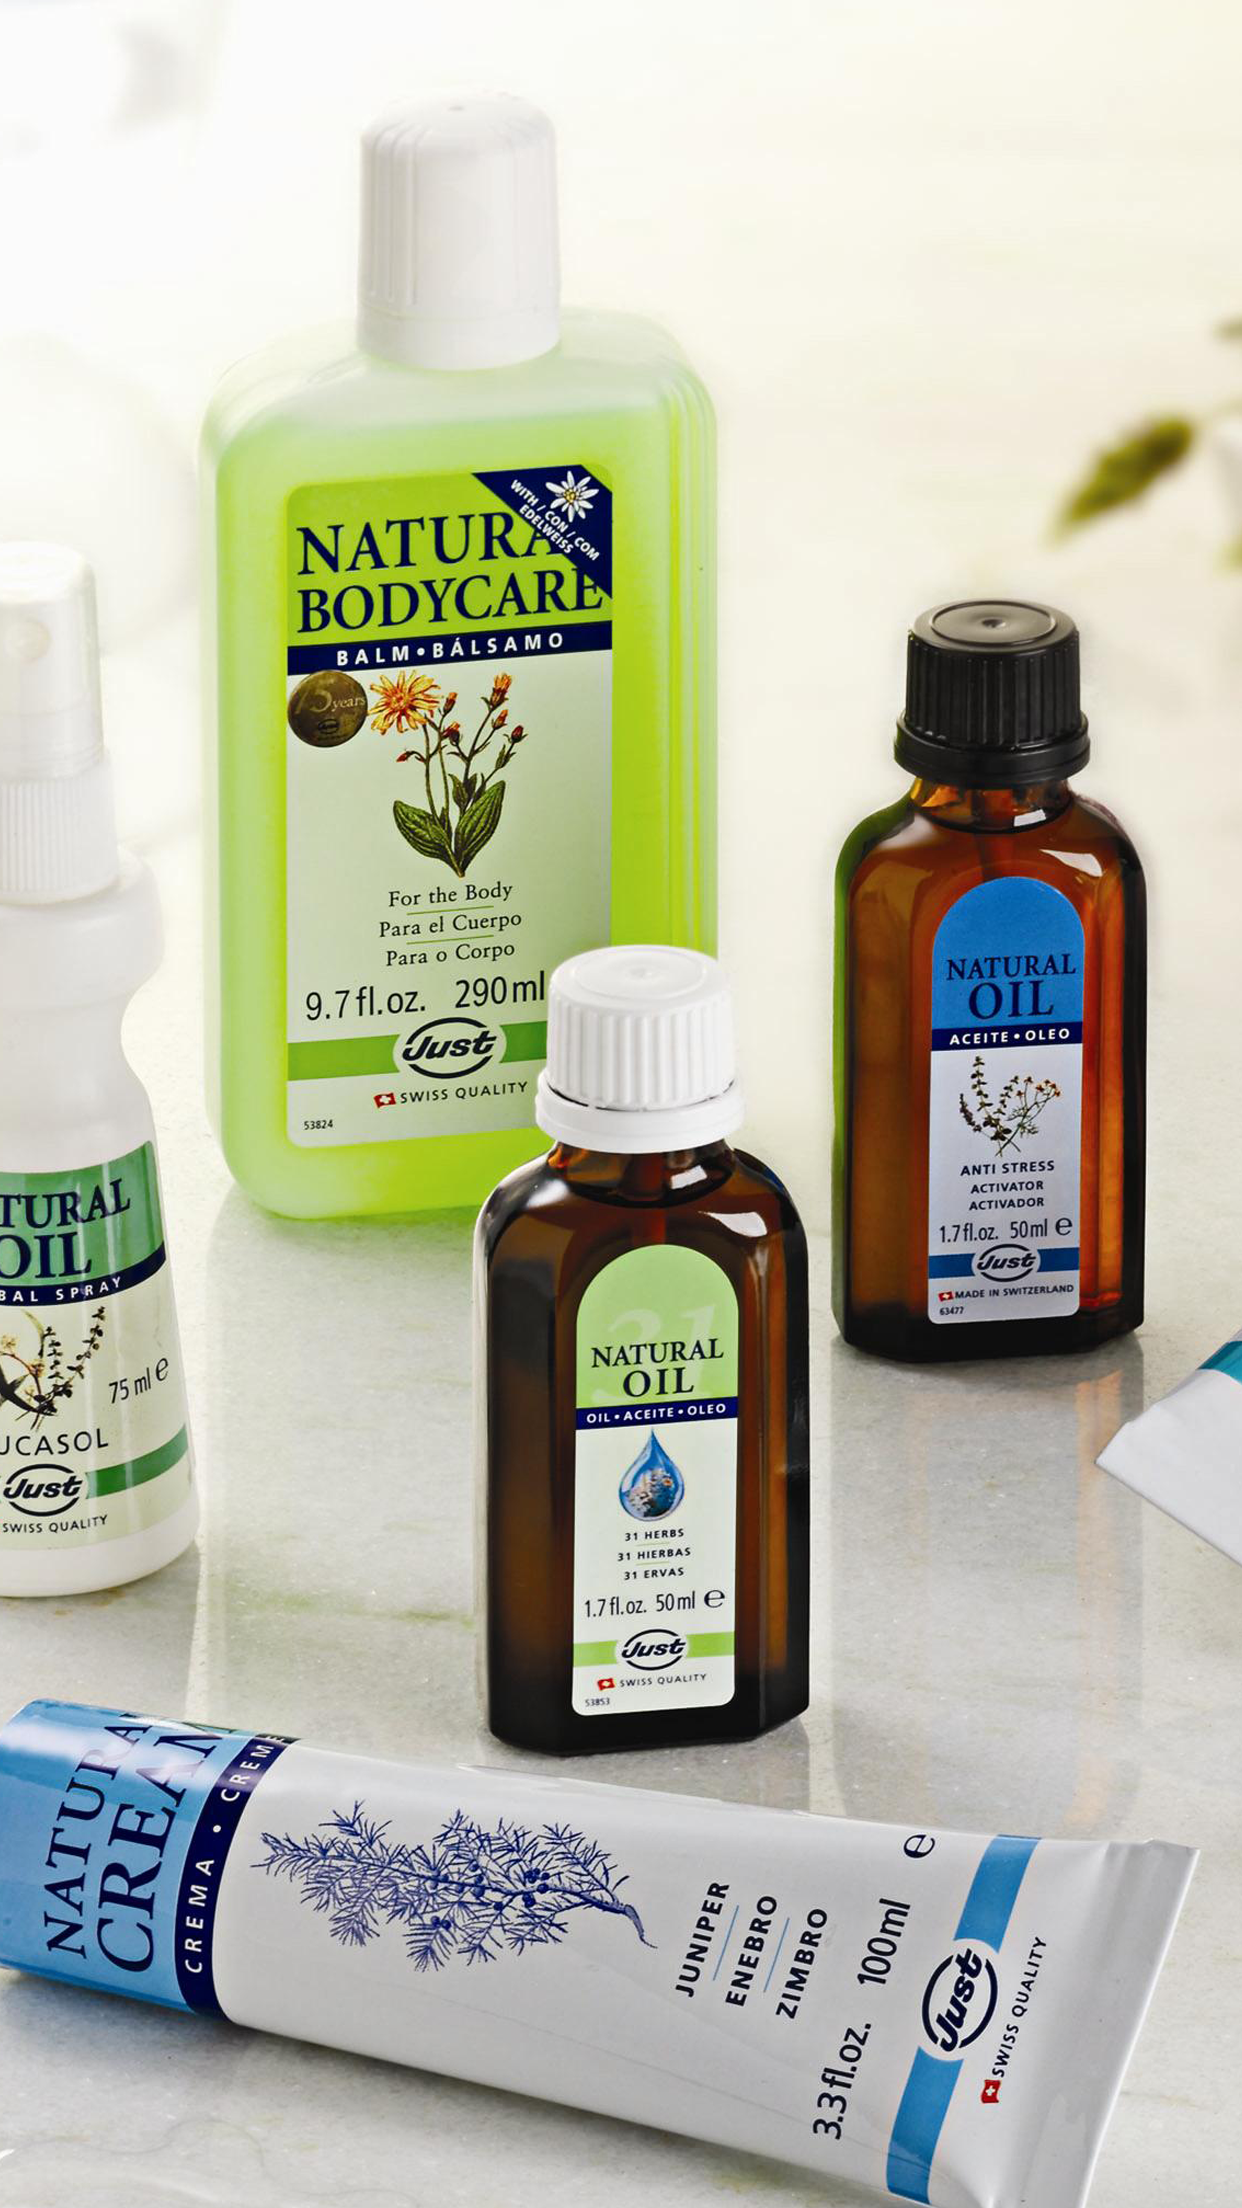 NATURAL
BODYCARE
WITH / CON / COM
EDELWEISS
BALM•BÁLSAMO
75 years
For the Body
Para el Cuerpo
Para o Corpo
9.7 fl.oz. 290ml
Just
SWISS QUALITY
53824
NATURAL
OIL
ACEITE•OLEO
ANTI STRESS
ACTIVATOR
ACTIVADOR
1.7 fl.oz. 50ml e
Just
MADE IN SWITZERLAND
63477
TURAL
OIL
BAL SPRAY
75 ml e
UCASOL
Just
SWISS QUALITY
31
NATURAL
OIL
OIL•ACEITE•OLEO
31 HERBS
31 HIERBAS
31 ERVAS
1.7 fl.oz. 50ml e
Just
SWISS QUALITY
53853
NATURA
CREAM
CREMA • CREME
JUNIPER
ENEBRO
ZIMBRO
3.3 fl.oz. 100ml e
Just
SWISS QUALITY